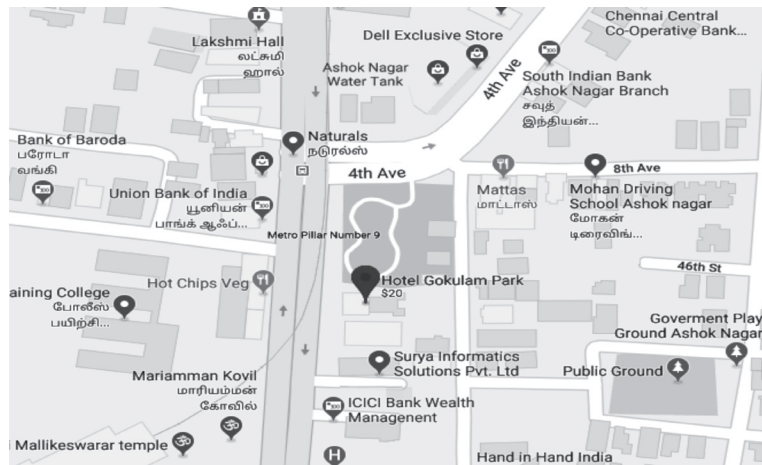 Chennai Central
Co-Operative Bank...
Lakshmi Hall
லட்சுமி
ஹால்
Dell Exclusive Store
Ashok Nagar
Water Tank
4th Ave
South Indian Bank
Ashok Nagar Branch
சவுத்
இந்தியன்...
Bank of Baroda
பரோடா
வங்கி
Naturals
நடுரல்ஸ்
4th Ave
8th Ave
Mattas
மாட்டாஸ்
Mohan Driving
School Ashok nagar
மோகன்
டிரைவிங்...
Union Bank of India
யூனியன்
பாங்க் ஆஃப்...
Metro Pillar Number 9
46th St
Hot Chips Veg
Hotel Gokulam Park
$20
aining College
போலீஸ்
பயிற்சி...
Goverment Play
Ground Ashok Nagar
Surya Informatics
Solutions Pvt. Ltd
Public Ground
Mariamman Kovil
மாரியம்மன்
கோவில்
ICICI Bank Wealth
Managenent
i Mallikeswarar temple
H
Hand in Hand India